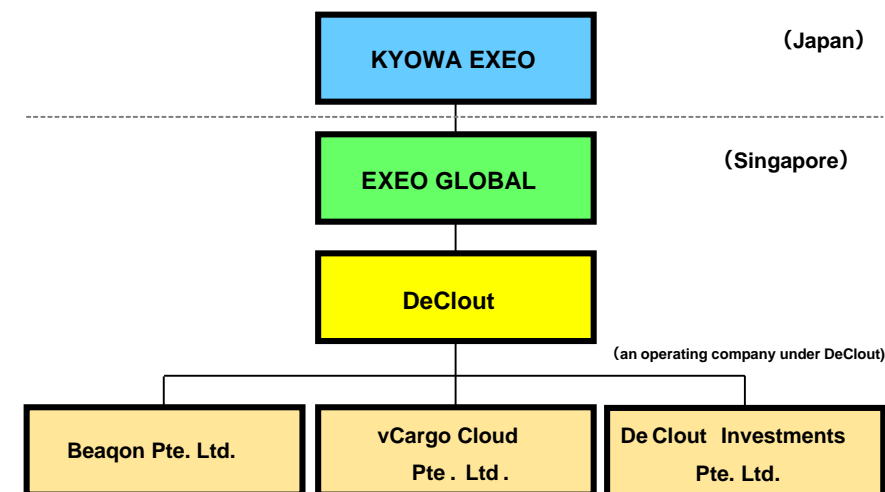 KYOWA EXEO
（Japan）
EXEO GLOBAL
（Singapore）
DeClout
（an operating company under DeClout)
Beaqon Pte. Ltd.
vCargo Cloud
Pte . Ltd .
De Clout Investments
Pte. Ltd.